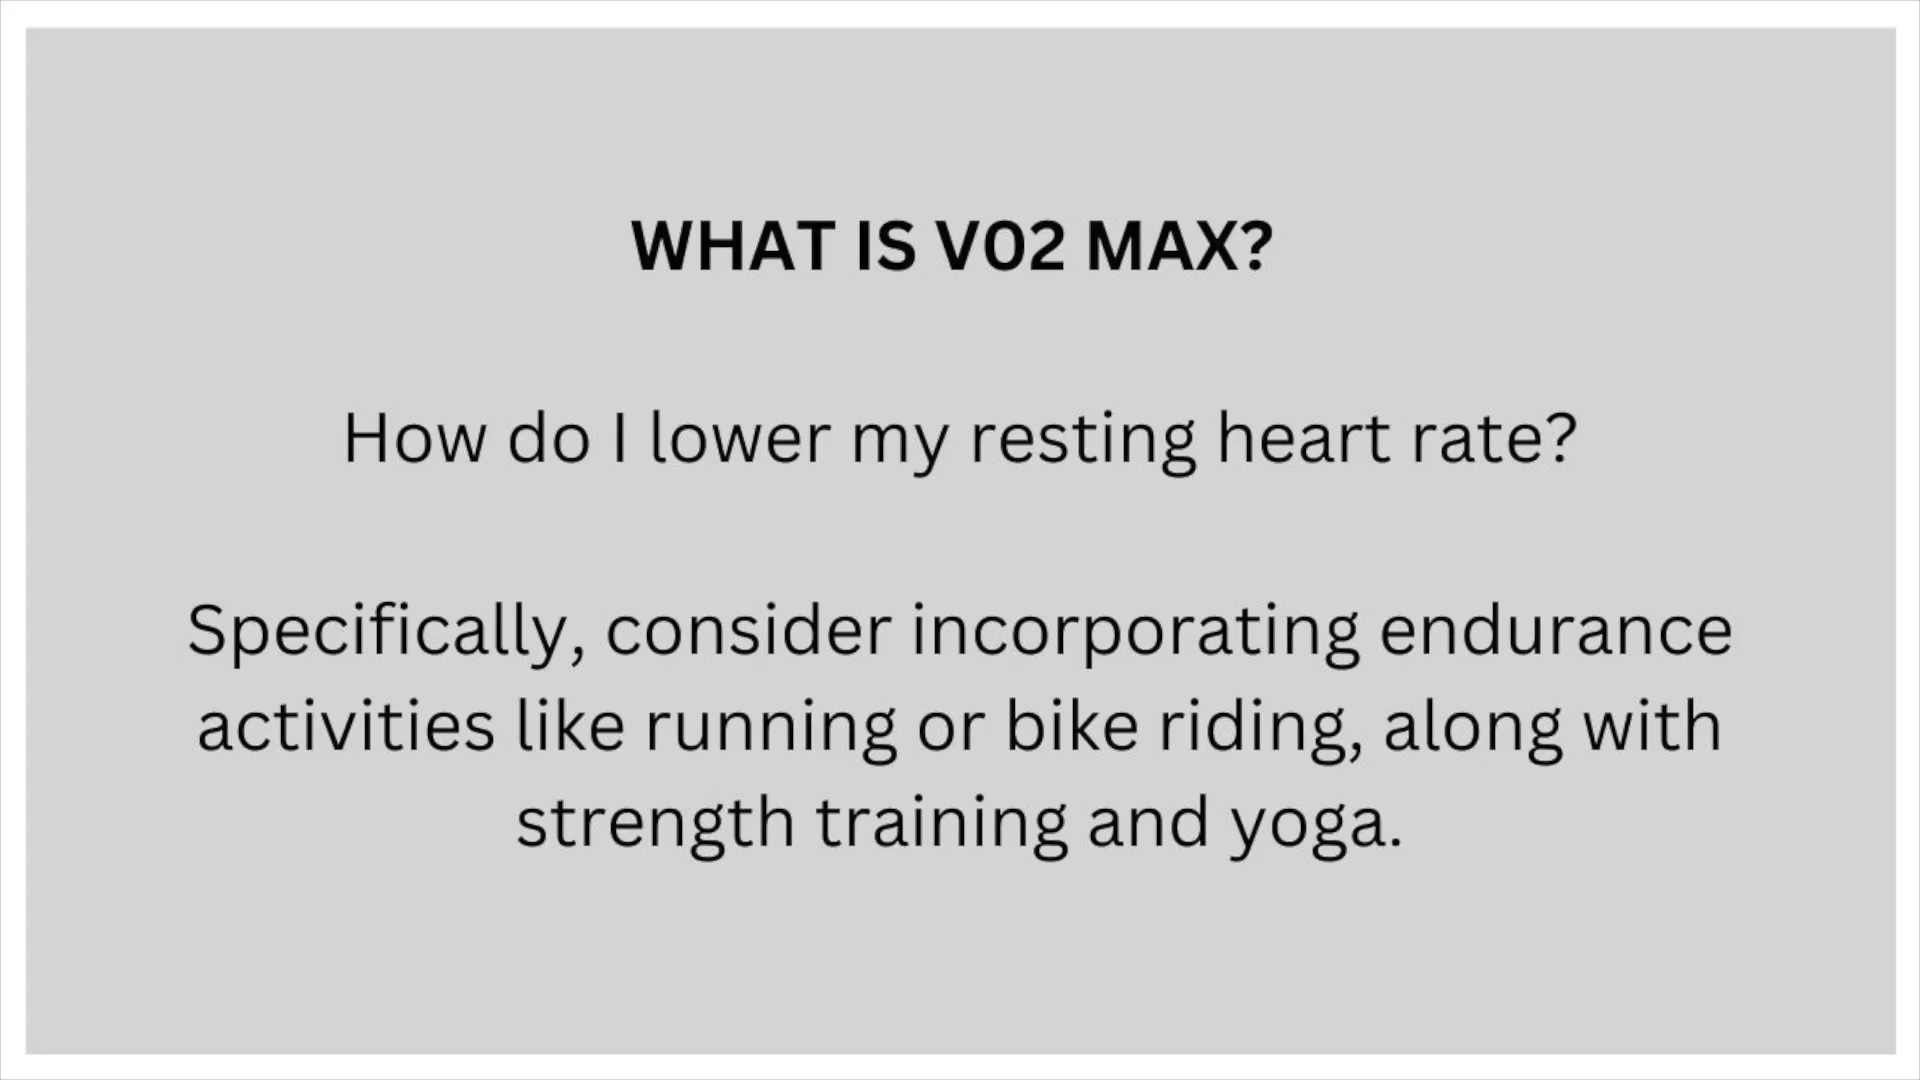 WHAT IS V02 MAX?
How do I lower my resting heart rate?
Specifically, consider incorporating endurance
activities like running or bike riding, along with
strength training and yoga.